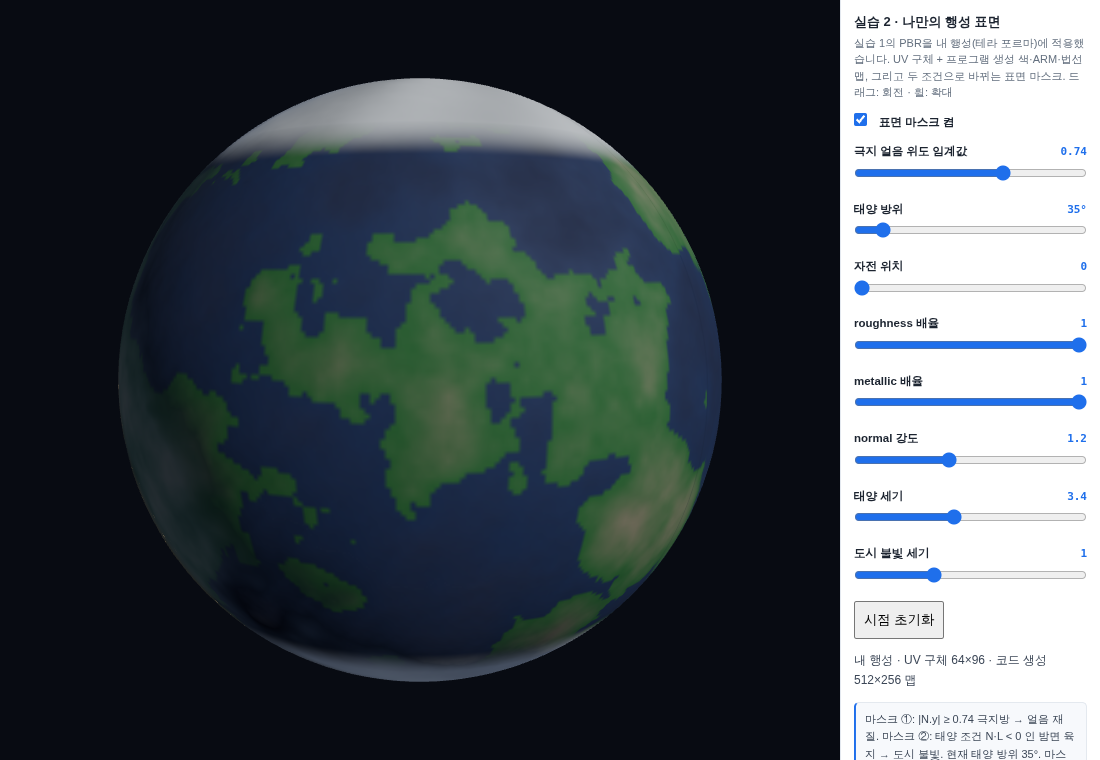 실습 2 · 나만의 행성 표면
실습 1의 PBR을 내 행성(테라 포르마)에 적용했
습니다. UV 구체 + 프로그램 생성 색·ARM·법선
맵, 그리고 두 조건으로 바뀌는 표면 마스크. 드
래그: 회전 · 휠: 확대
표면 마스크 켬
극지 얼음 위도 임계값 0.74
태양 방위 35°
자전 위치 0
roughness 배율 1
metallic 배율 1
normal 강도 1.2
태양 세기 3.4
도시 불빛 세기 1
시점 초기화
내 행성 · UV 구체 64×96 · 코드 생성
512×256 맵
마스크 ①: |N.y| ≥ 0.74 극지방 → 얼음 재
질. 마스크 ②: 태양 조건 N·L < 0 인 밤면 육
지 → 도시 불빛. 현재 태양 방위 35°. 마스